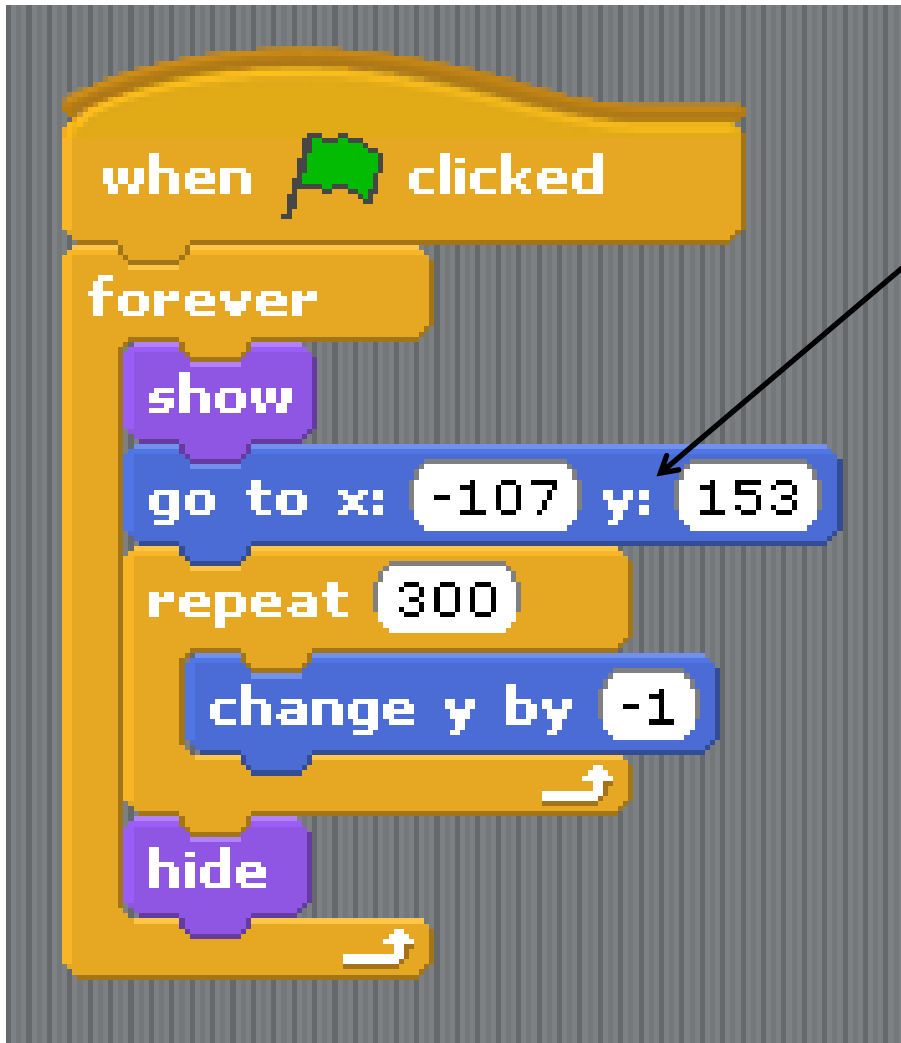 when clicked
forever
show
go to x: -107 y: 153
repeat 300
change y by -1
hide